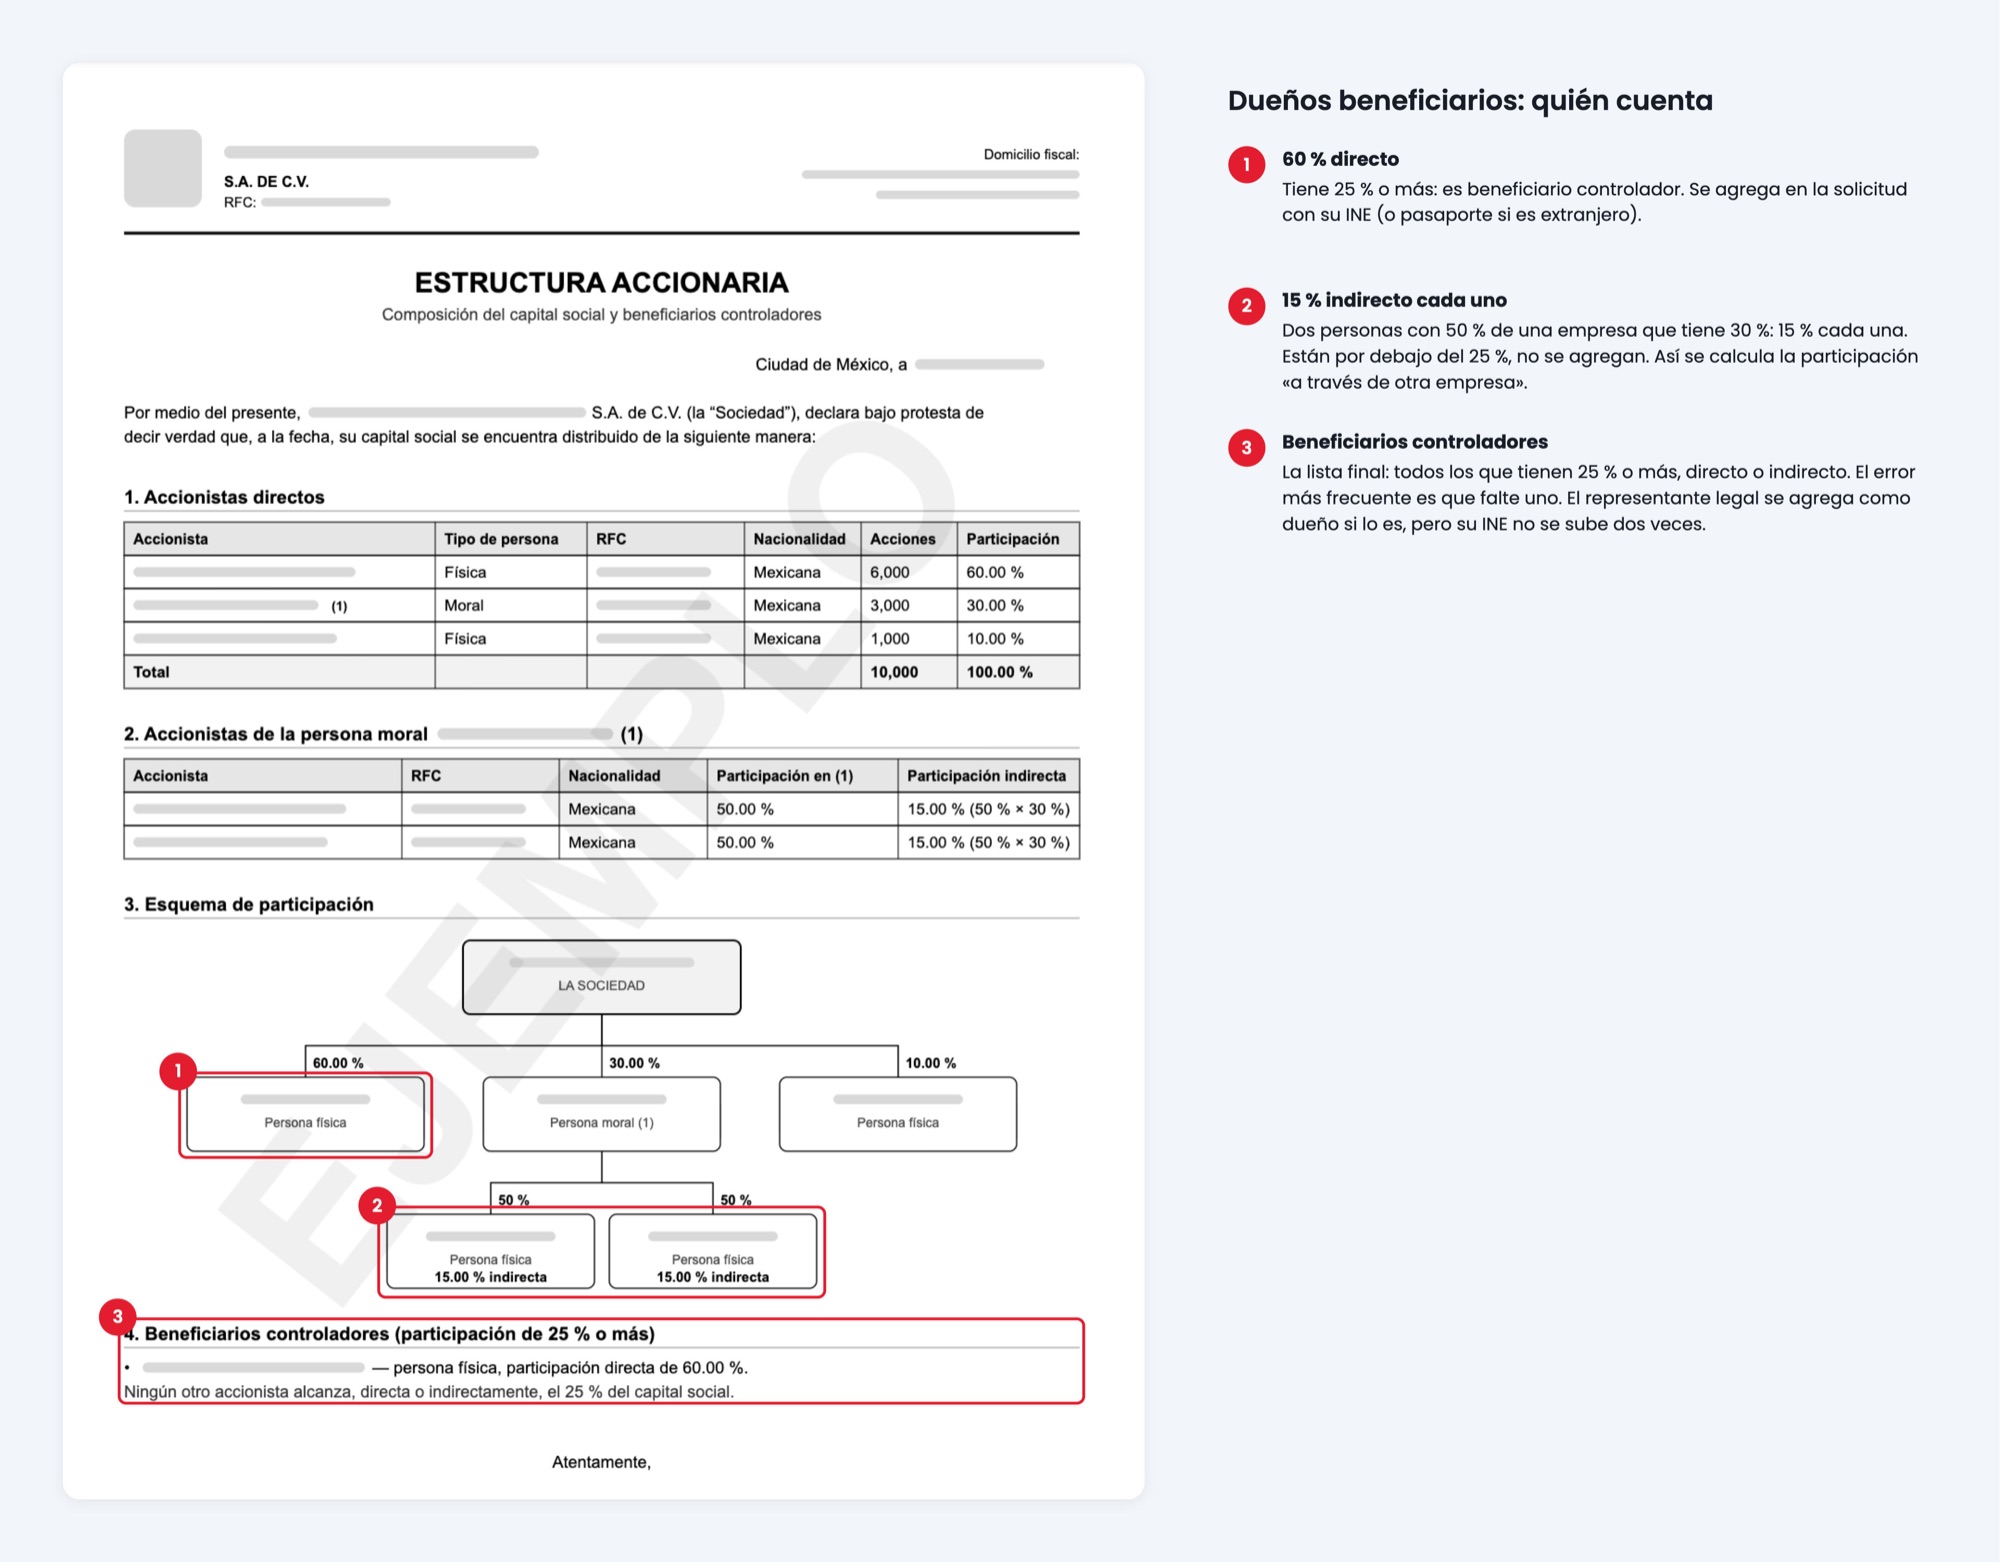 S.A. DE C.V.
RFC:
Domicilio fiscal:
ESTRUCTURA ACCIONARIA
Composición del capital social y beneficiarios controladores
Ciudad de México, a
Por medio del presente, S.A. de C.V. (la “Sociedad”), declara bajo protesta de
decir verdad que, a la fecha, su capital social se encuentra distribuido de la siguiente manera:
1. Accionistas directos
Accionista Tipo de persona RFC Nacionalidad Acciones Participación
Física Mexicana 6,000 60.00 %
(1) Moral Mexicana 3,000 30.00 %
Física Mexicana 1,000 10.00 %
Total 10,000 100.00 %
2. Accionistas de la persona moral (1)
Accionista RFC Nacionalidad Participación en (1) Participación indirecta
Mexicana 50.00 % 15.00 % (50 % × 30 %)
Mexicana 50.00 % 15.00 % (50 % × 30 %)
3. Esquema de participación
LA SOCIEDAD
60.00 % 30.00 % 10.00 %
1
Persona física Persona moral (1) Persona física
50 % 50 %
2
Persona física Persona física
15.00 % indirecta 15.00 % indirecta
3
4. Beneficiarios controladores (participación de 25 % o más)
• — persona física, participación directa de 60.00 %.
Ningún otro accionista alcanza, directa o indirectamente, el 25 % del capital social.
Atentamente,
EJEMPLO
Dueños beneficiarios: quién cuenta
1 60 % directo
Tiene 25 % o más: es beneficiario controlador. Se agrega en la solicitud
con su INE (o pasaporte si es extranjero).
2 15 % indirecto cada uno
Dos personas con 50 % de una empresa que tiene 30 %: 15 % cada una.
Están por debajo del 25 %, no se agregan. Así se calcula la participación
«a través de otra empresa».
3 Beneficiarios controladores
La lista final: todos los que tienen 25 % o más, directo o indirecto. El error
más frecuente es que falte uno. El representante legal se agrega como
dueño si lo es, pero su INE no se sube dos veces.